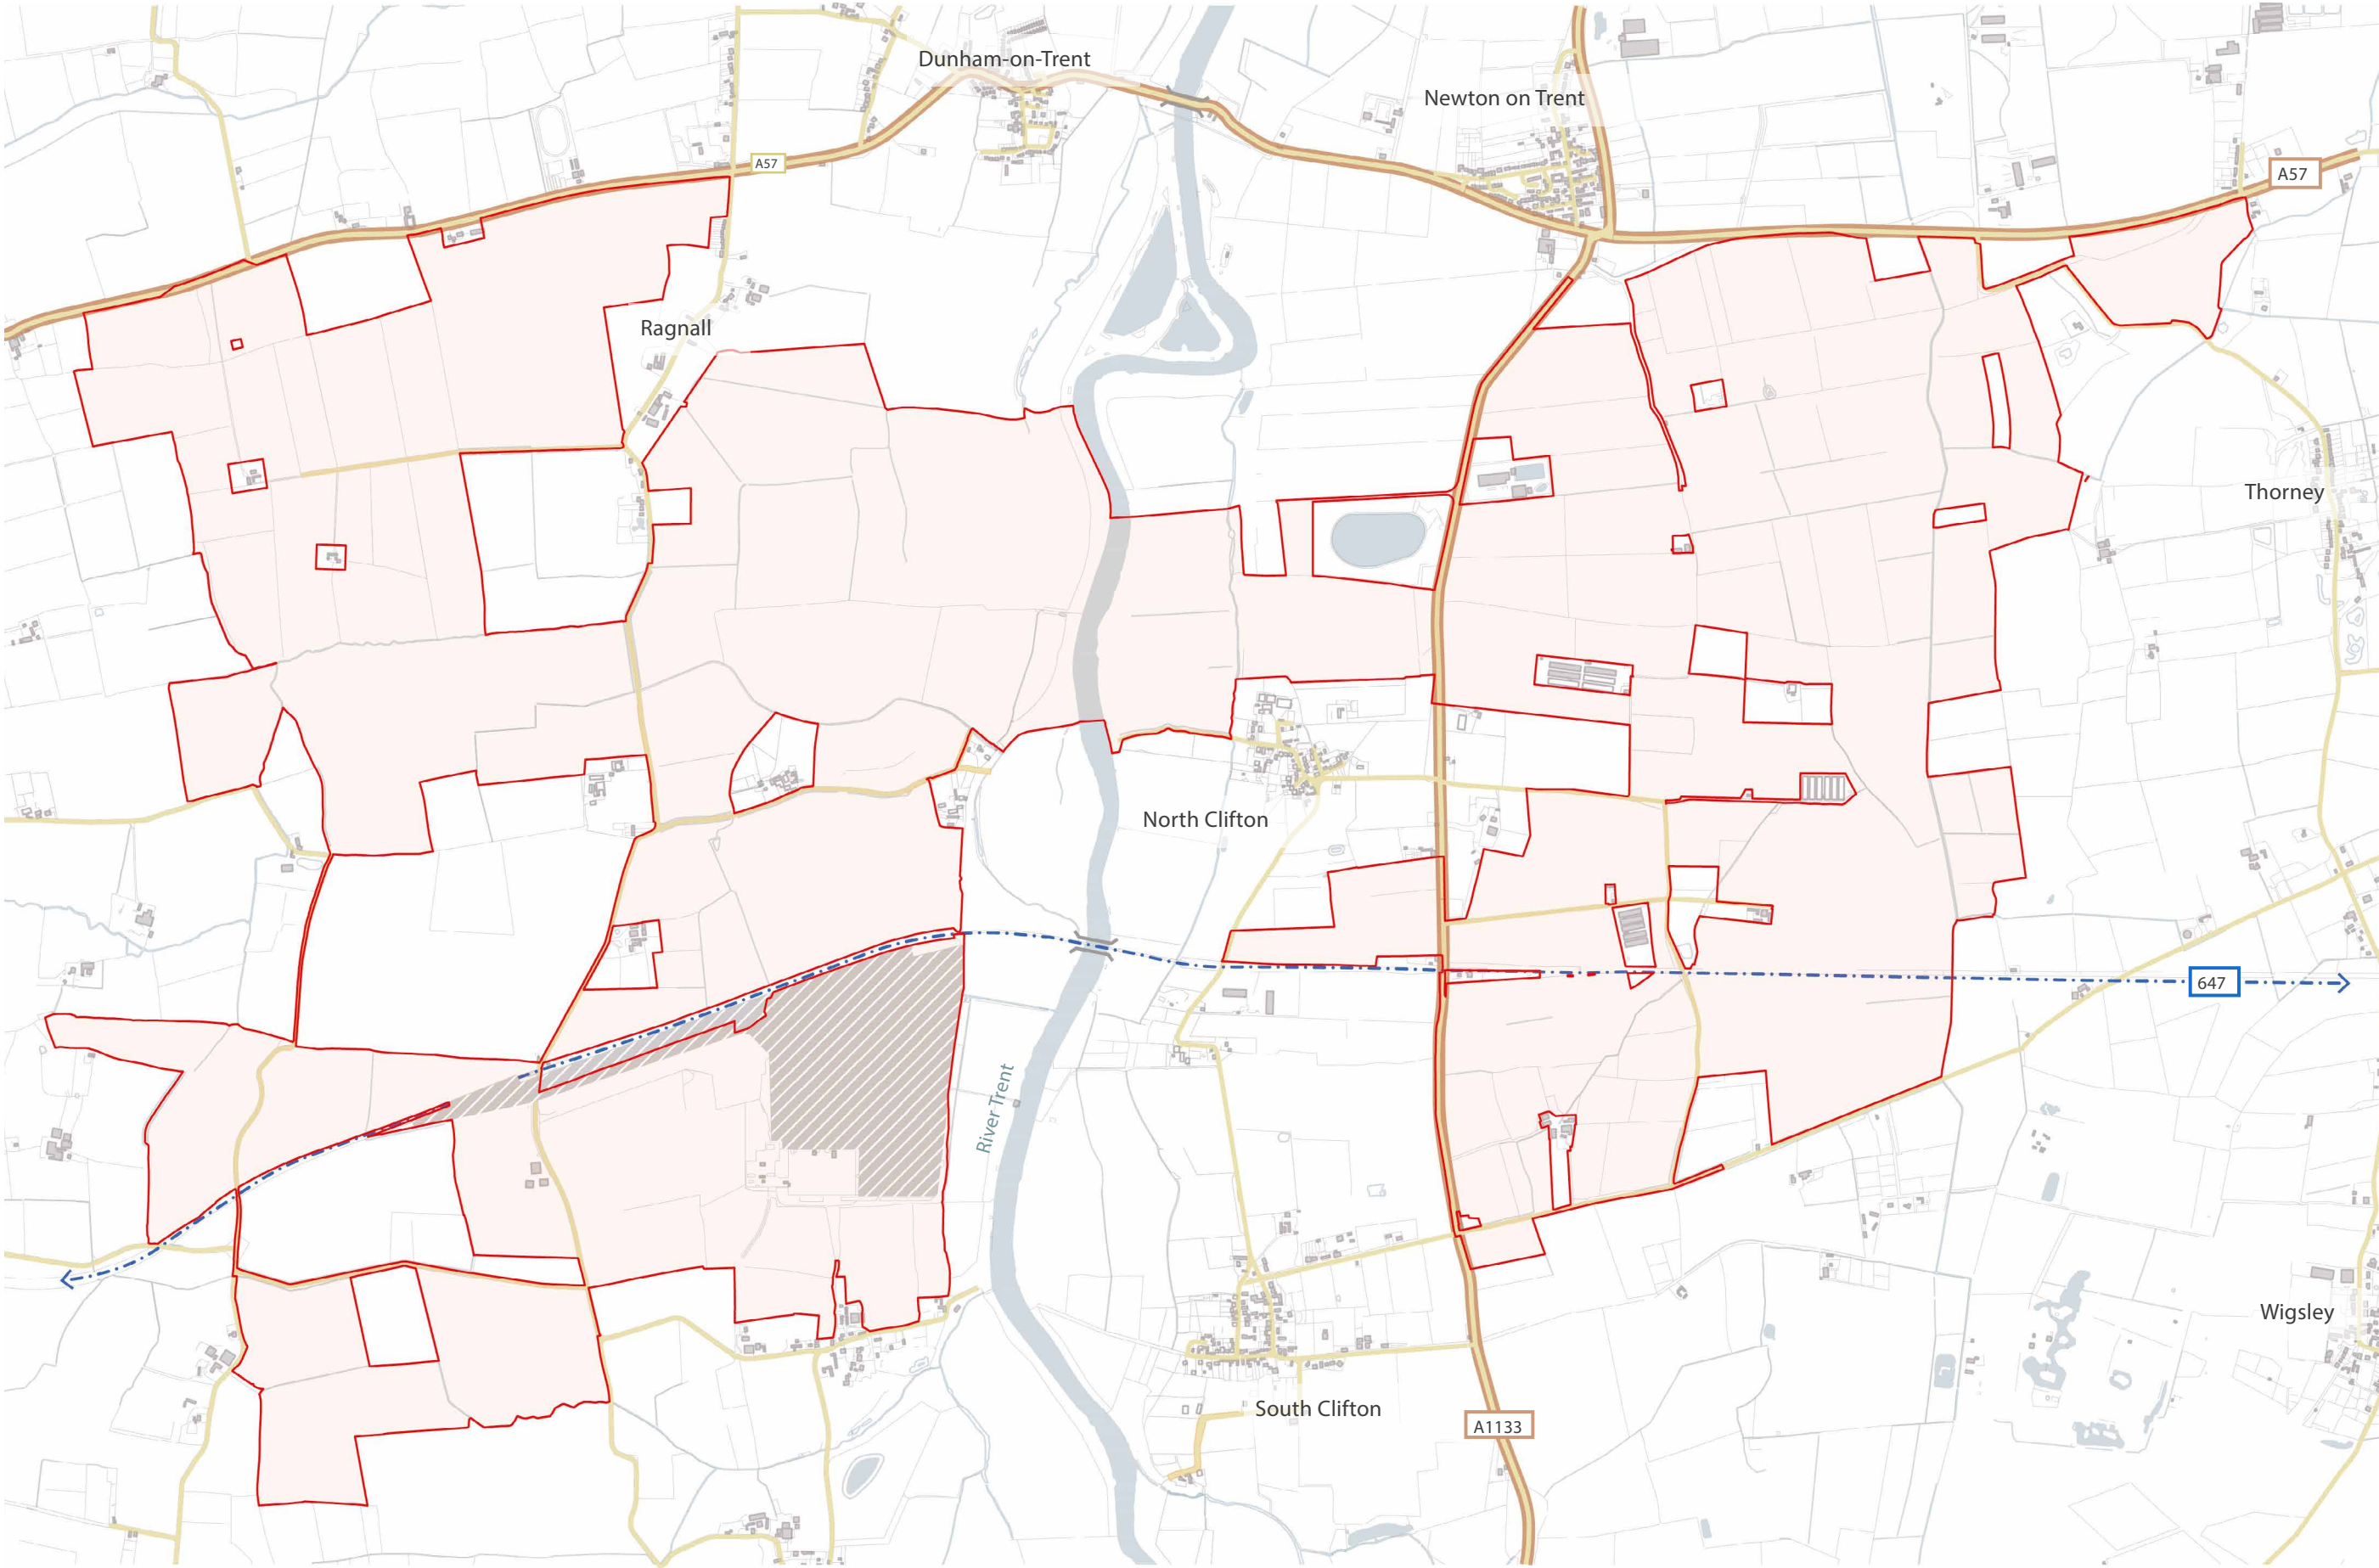 Dunham-on-Trent
Newton on Trent
A57
A57
Ragnall
Thorney
North Clifton
647
River Trent
Wigsley
South Clifton
A1133